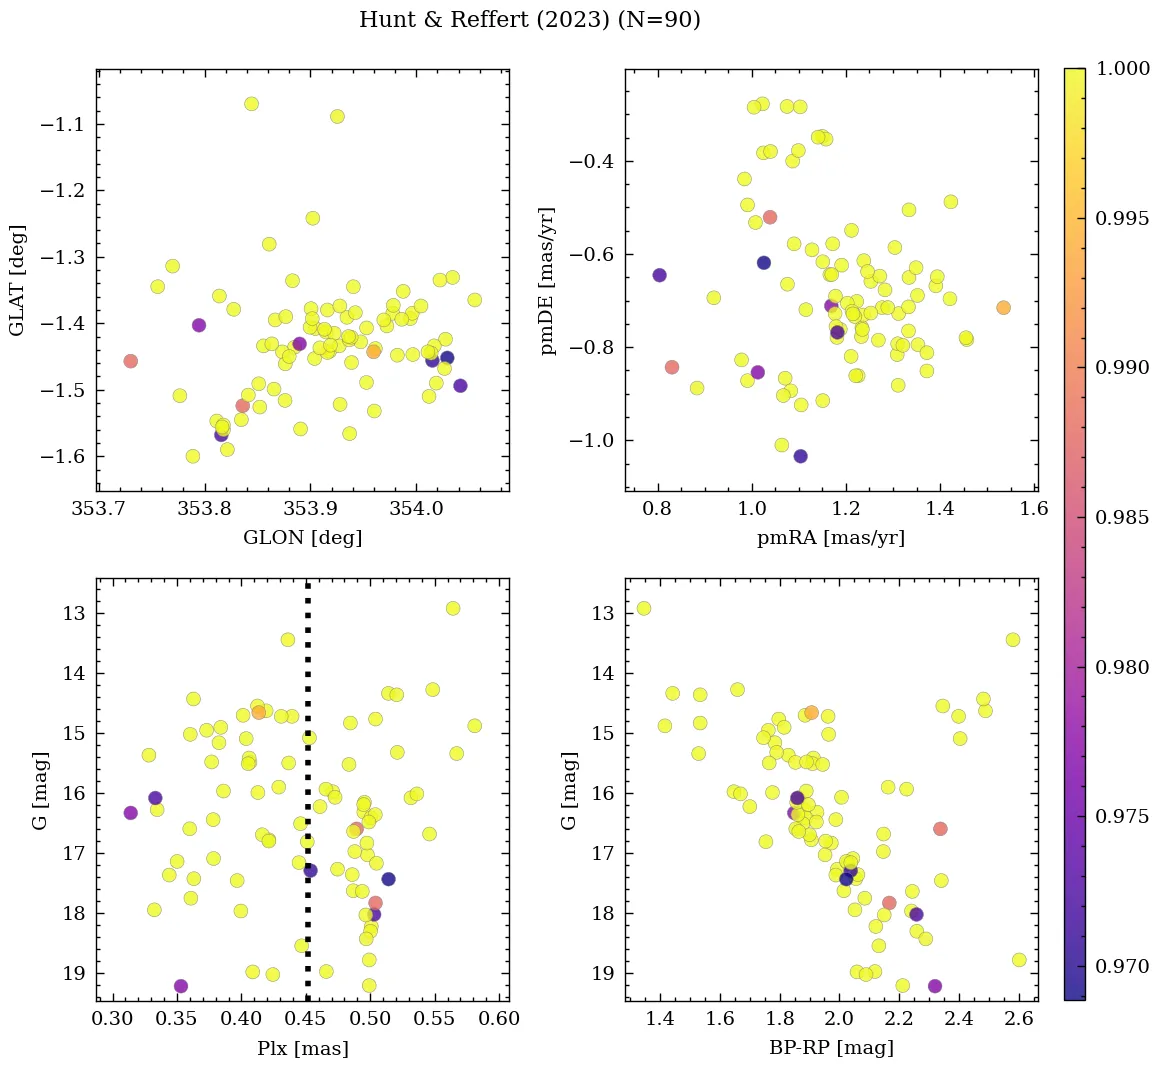 Hunt & Reffert (2023) (N=90)
−1.1
−1.2
−1.3
−1.4
−1.5
−1.6
GLAT [deg]
353.7 353.8 353.9 354.0
GLON [deg]
−0.4
−0.6
−0.8
−1.0
pmDE [mas/yr]
0.8 1.0 1.2 1.4 1.6
pmRA [mas/yr]
13
14
15
16
17
18
19
G [mag]
0.30 0.35 0.40 0.45 0.50 0.55 0.60
Plx [mas]
13
14
15
16
17
18
19
G [mag]
1.4 1.6 1.8 2.0 2.2 2.4 2.6
BP-RP [mag]
1.000
0.995
0.990
0.985
0.980
0.975
0.970